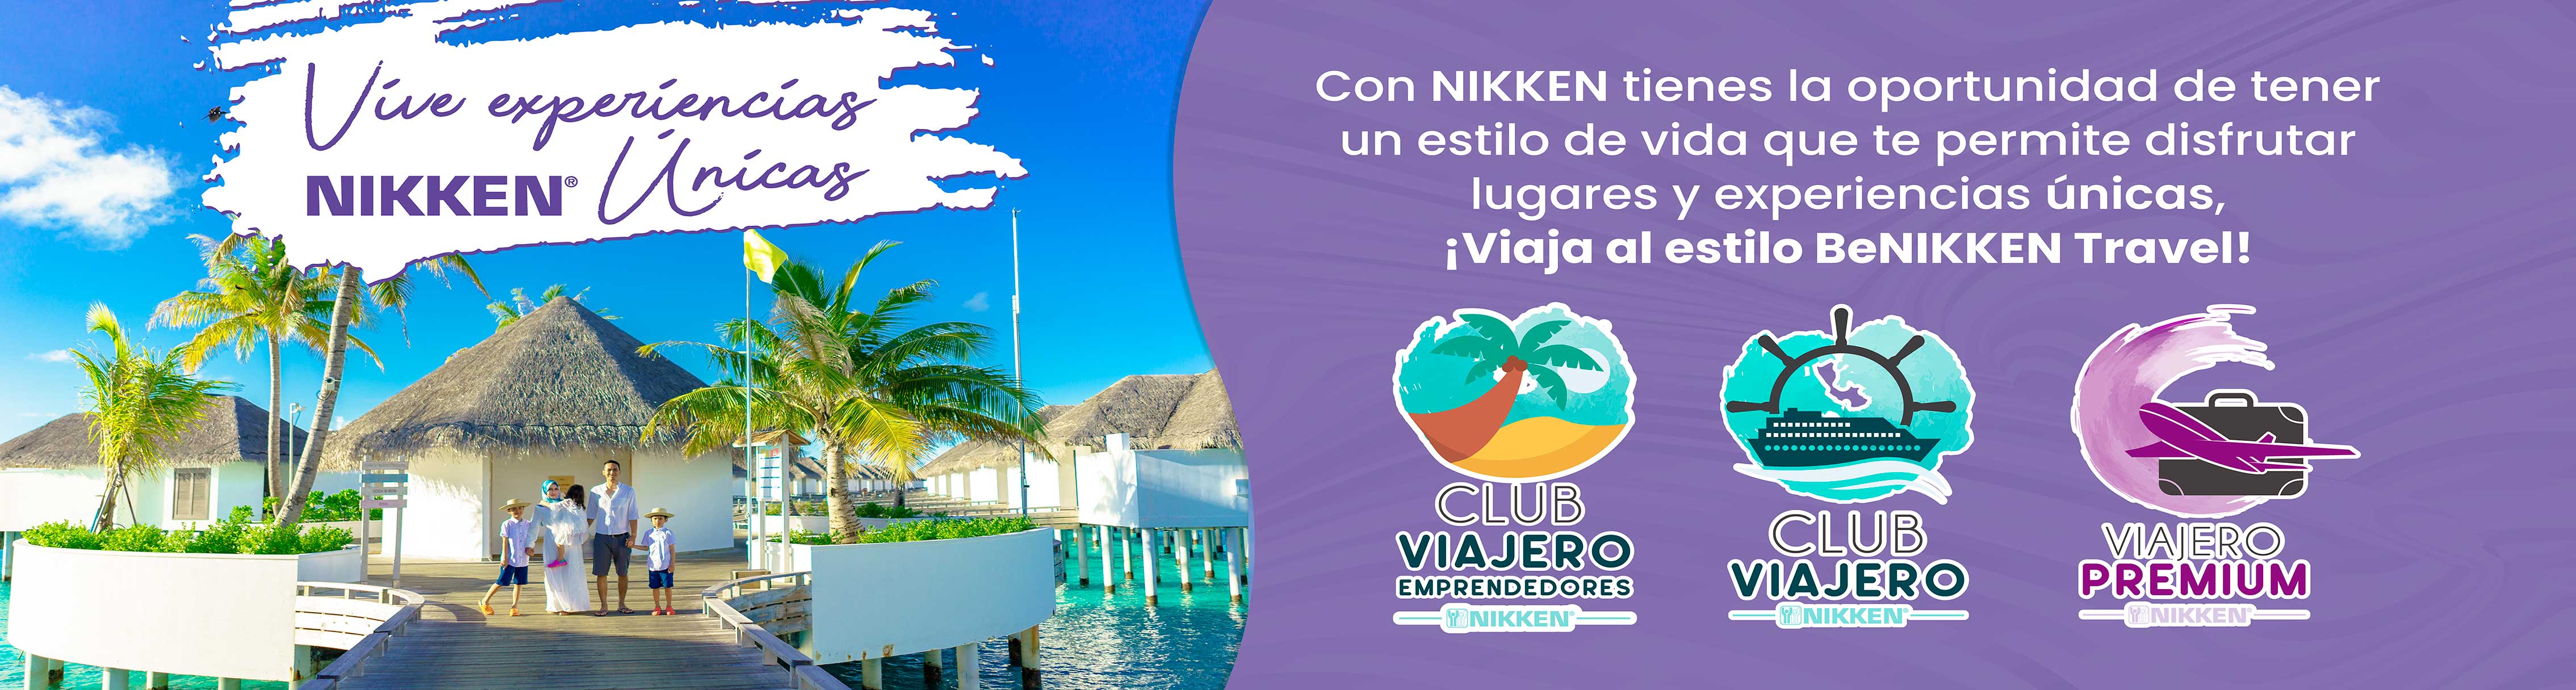 Vive experiencias
NIKKEN® Únicas
Con NIKKEN tienes la oportunidad de tener
un estilo de vida que te permite disfrutar
lugares y experiencias únicas,
¡Viaja al estilo BeNIKKEN Travel!
CLUB
VIAJERO
EMPRENDEDORES
NIKKEN®
CLUB
VIAJERO
NIKKEN®
VIAJERO
PREMIUM
NIKKEN®